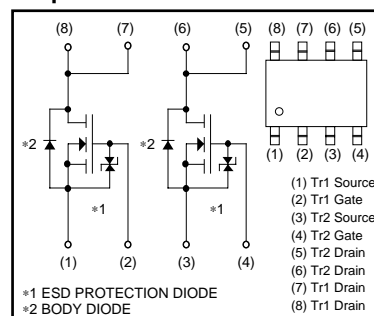 (8) (7) (6) (5)
(8) (7) (6) (5)
*2 *2
*1 *1
(1) (2) (3) (4)
(1) (2) (3) (4)
(1) Tr1 Source
(2) Tr1 Gate
(3) Tr2 Source
(4) Tr2 Gate
(5) Tr2 Drain
(6) Tr2 Drain
(7) Tr1 Drain
(8) Tr1 Drain
*1 ESD PROTECTION DIODE
*2 BODY DIODE